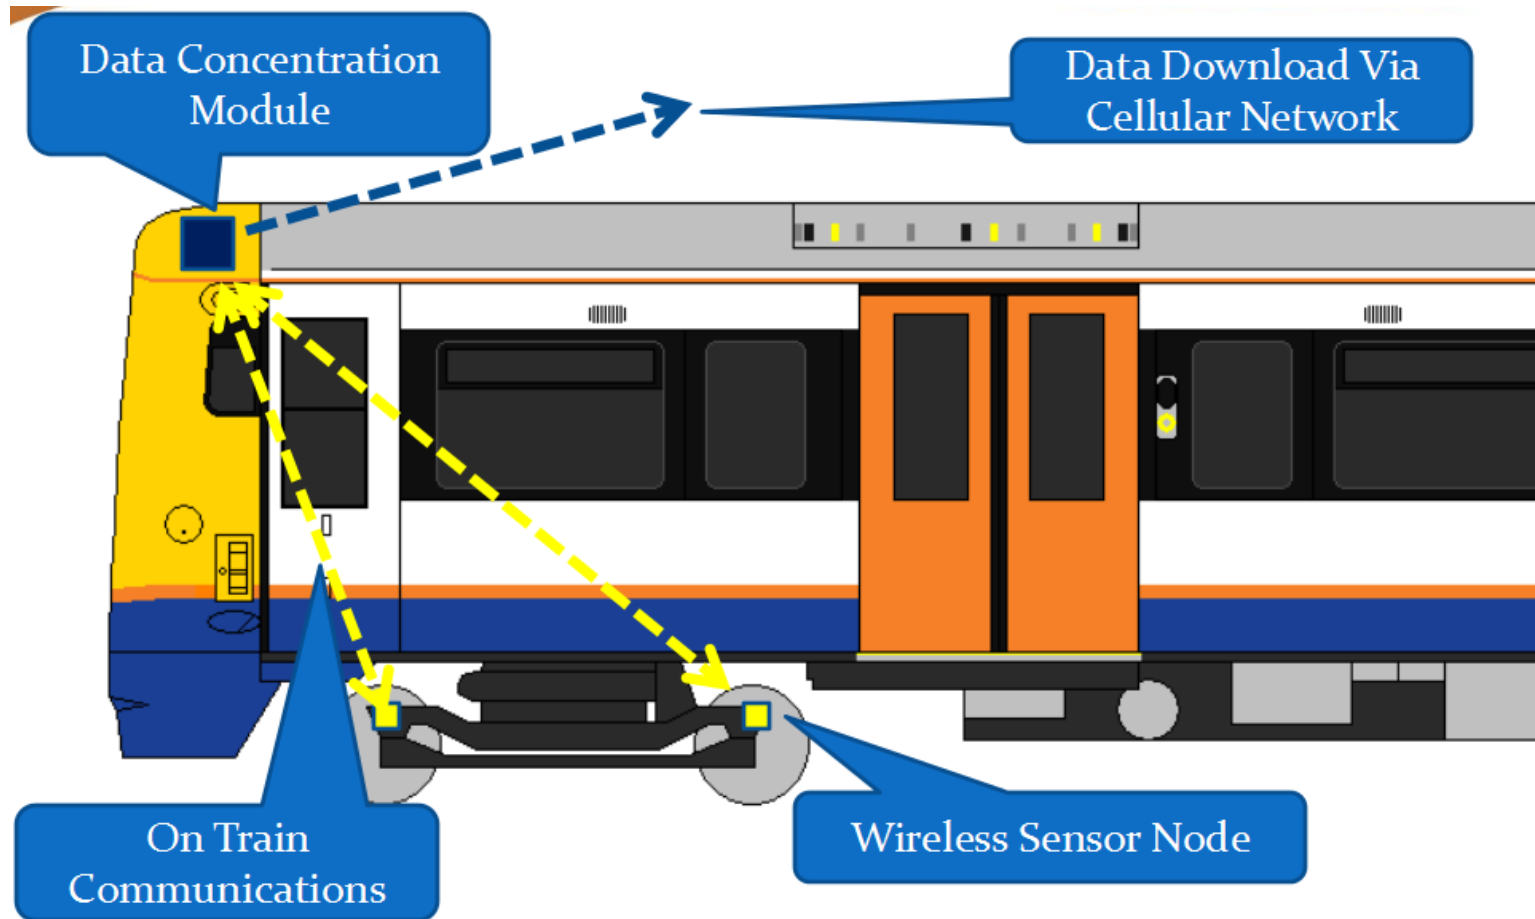 Data Concentration
Module
Data Download Via
Cellular Network
On Train
Communications
Wireless Sensor Node